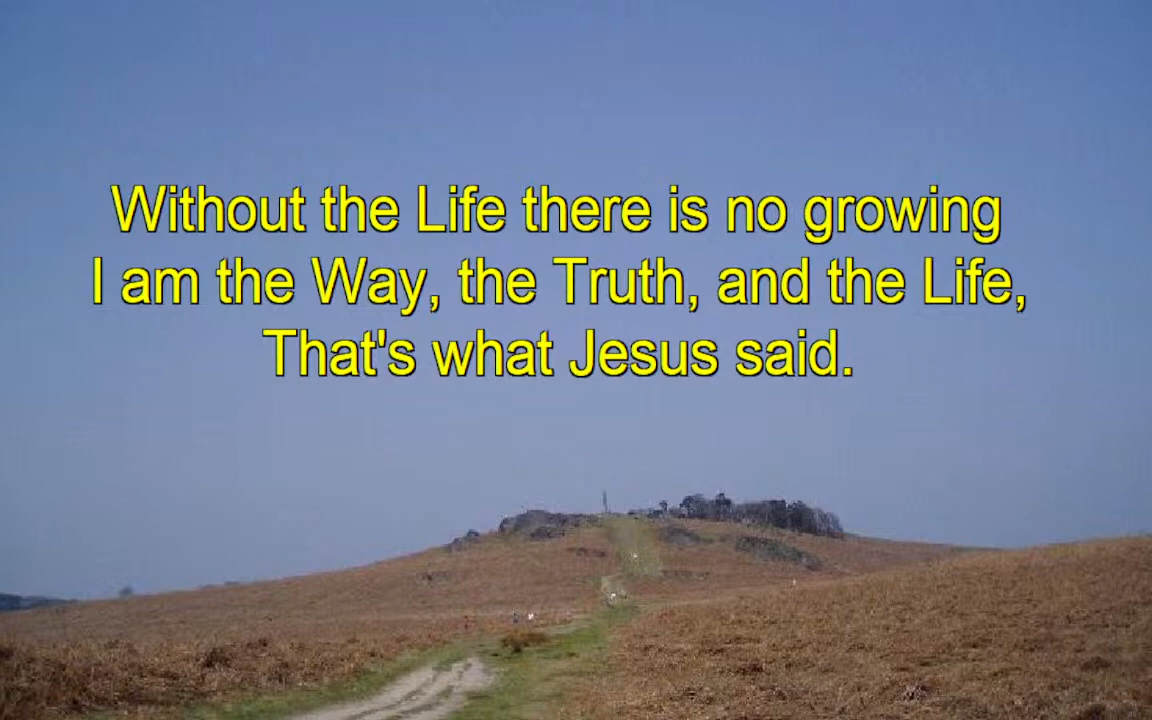 Without the Life there is no growing
I am the Way, the Truth, and the Life,
That's what Jesus said.